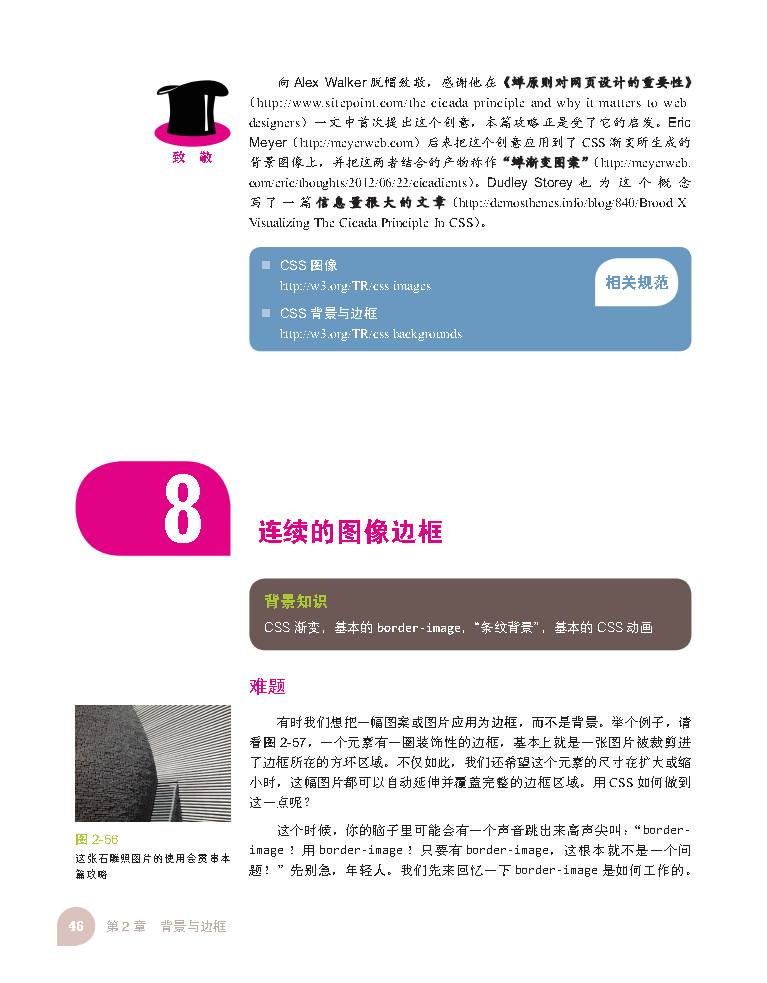 向 Alex Walker 脱帽致敬，感谢他在《蝉原则对网页设计的重要性》
（http://www.sitepoint.com/the cicada principle and why it matters to web
designers）一文中首次提出这个创意，本篇攻略正是受了它的启发。Eric
Meyer（http://meyerweb.com）后来把这个创意应用到了 CSS 渐变所生成的
背景图像上，并把这两者结合的产物称作“蝉渐变图案”（http://meyerweb.
com/eric/thoughts/2012/06/22/cicadients）。Dudley Storey 也为这个概念
写了一篇信息量很大的文章（http://demosthenes.info/blog/840/Brood X
Visualizing The Cicada Principle In CSS）。
致 敬
相关规范
■ CSS 图像
http://w3.org/TR/css images
■ CSS 背景与边框
http://w3.org/TR/css backgrounds
8
连续的图像边框
背景知识
CSS 渐变，基本的 border-image，“条纹背景”，基本的 CSS 动画
难题
有时我们想把一幅图案或图片应用为边框，而不是背景。举个例子，请
看图 2-57，一个元素有一圈装饰性的边框，基本上就是一张图片被裁剪进
了边框所在的方环区域。不仅如此，我们还希望这个元素的尺寸在扩大或缩
小时，这幅图片都可以自动延伸并覆盖完整的边框区域。用 CSS 如何做到
这一点呢？
这个时候，你的脑子里可能会有一个声音跳出来高声尖叫：“border-
image！用 border-image！只要有 border-image，这根本就不是一个问
题！”先别急，年轻人。我们先来回忆一下 border-image 是如何工作的。
图 2-56
这张石雕照图片的使用会贯串本
篇攻略
46 第 2 章 背景与边框